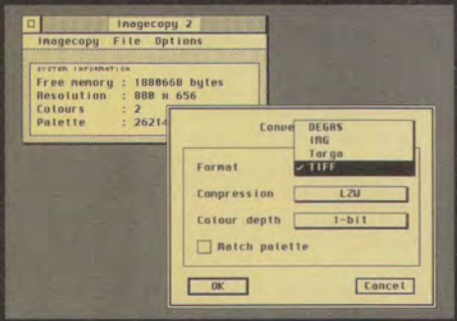 Imagecopy 2
Imagecopy File Options
SYSTEM INFORMATION
Free memory : 1880668 bytes
Resolution : 880 x 656
Colours : 2
Palette : 26214
Conve
DEGAS
IMG
Targa
Format ✓ TIFF
Compression LZW
Colour depth 1-bit
Match palette
OK Cancel